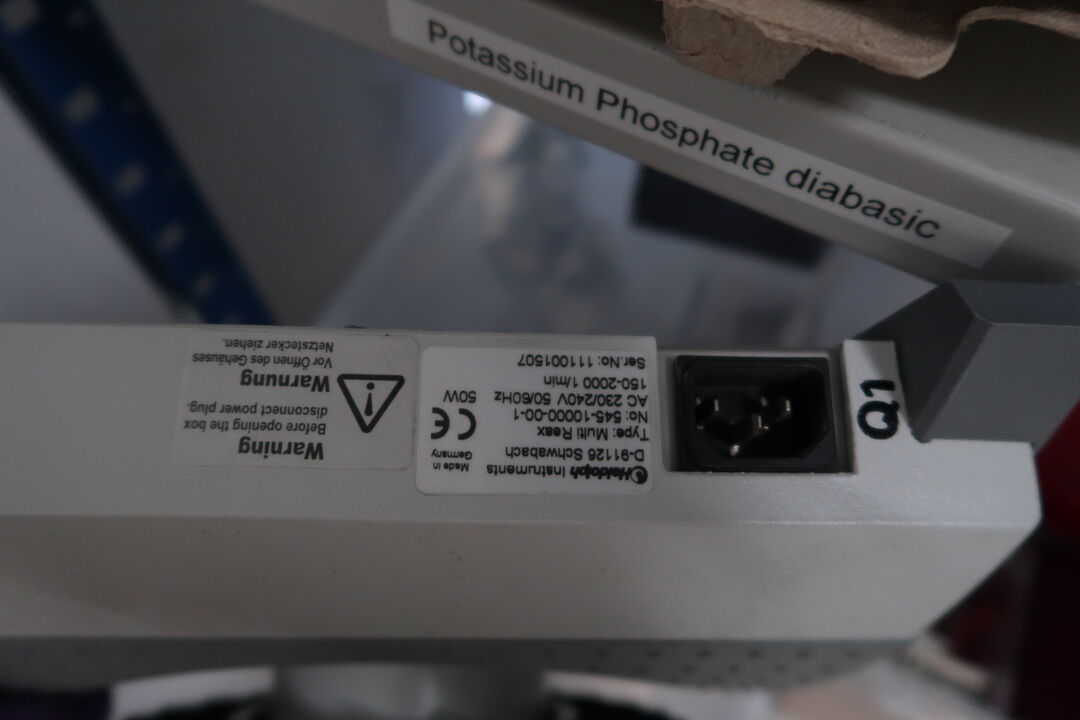 Potassium Phosphate diabasic
Q1
Heidolph Instruments
D-91126 Schwabach
Type: Multi Reax
No: 545-10000-00-1
AC 230/240V 50/60Hz
150-2000 1/min
Ser.No: 111001507
Made in
Germany
CE
50W
Warning
Before opening the box
disconnect power plug.
Warnung
Vor Öffnen des Gehäuses
Netzstecker ziehen.